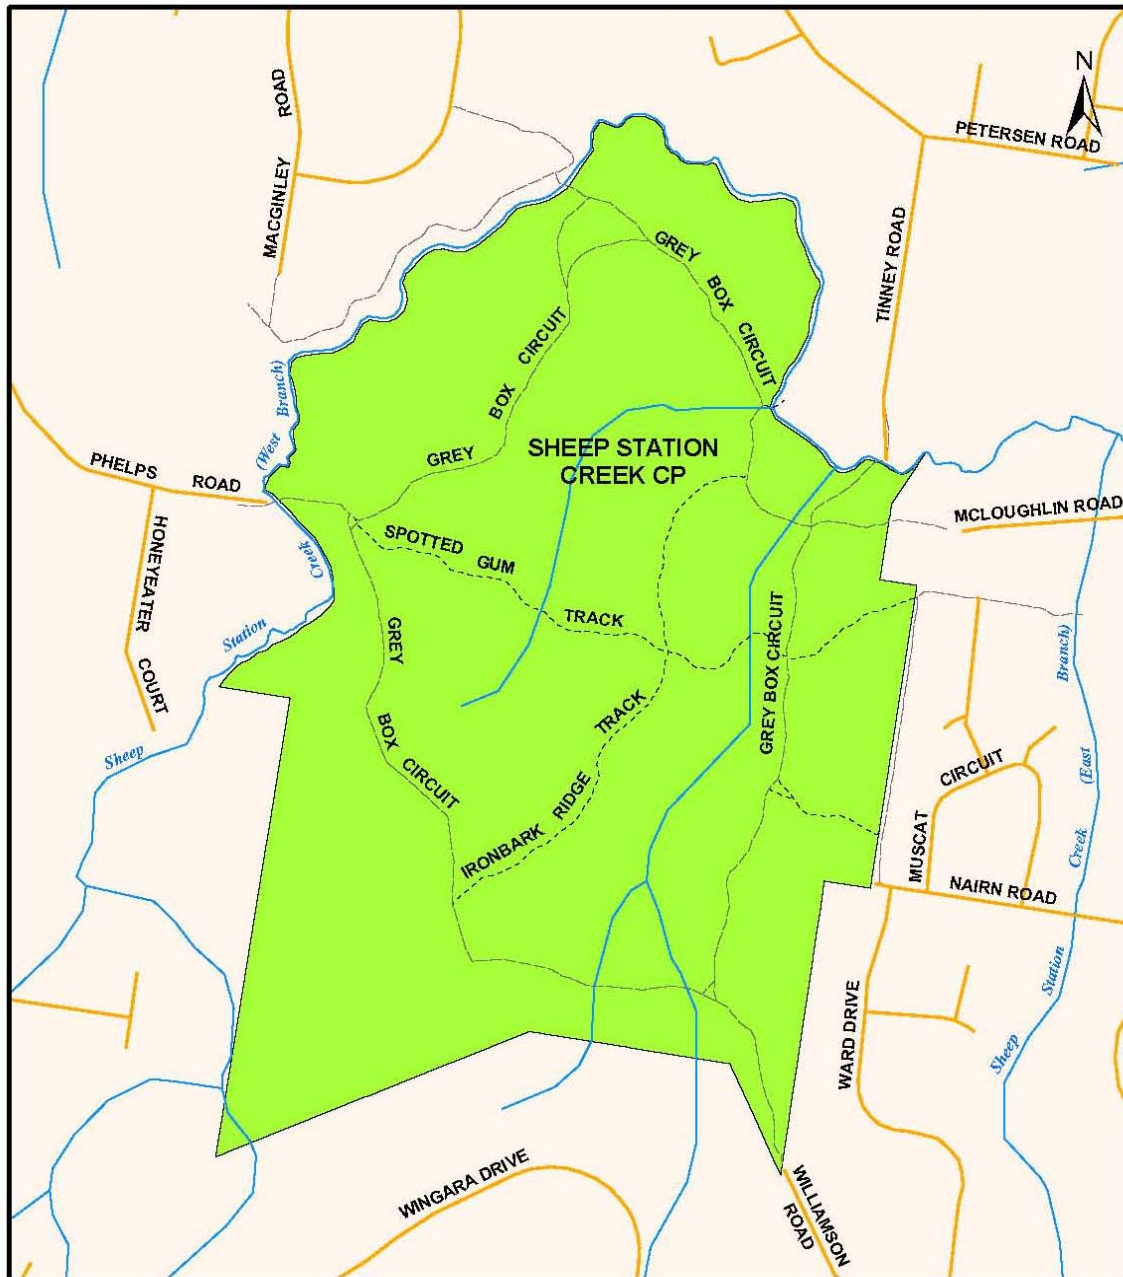 N
PETERSEN ROAD
MACGINLEY ROAD
TINNEY ROAD
GREY BOX CIRCUIT
GREY BOX CIRCUIT
SHEEP STATION
CREEK CP
PHELPS ROAD
HONEYEATER COURT
MCLOUGHLIN ROAD
SPOTTED GUM TRACK
GREY BOX CIRCUIT
GREY BOX CIRCUIT
IRONBARK RIDGE TRACK
MUSCAT CIRCUIT
NAIRN ROAD
WARD DRIVE
WINGARA DRIVE
WILLIAMSON
ROAD
Sheep Station Creek (West Branch)
Sheep Station Creek (East Branch)